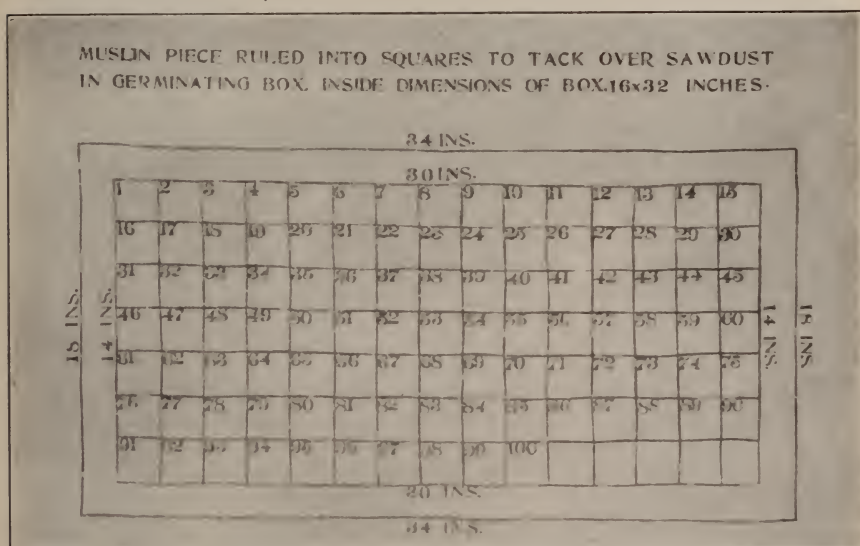 MUSLIN PIECE RULED INTO SQUARES TO TACK OVER SAWDUST
IN GERMINATING BOX. INSIDE DIMENSIONS OF BOX.16x32 INCHES.
34 INS.
30 INS.
1 2 3 4 5 6 7 8 9 10 11 12 13 14 15
16 17 18 19 20 21 22 23 24 25 26 27 28 29 30
31 32 33 34 35 36 37 38 39 40 41 42 43 44 45
18 INS. 14 INS. 46 47 48 49 50 51 52 53 54 55 56 57 58 59 60 14 INS. 18 INS
61 62 63 64 65 66 67 68 69 70 71 72 73 74 75
76 77 78 79 80 81 82 83 84 85 86 87 88 89 90
91 92 93 94 95 96 97 98 99 100
30 INS.
34 INS.